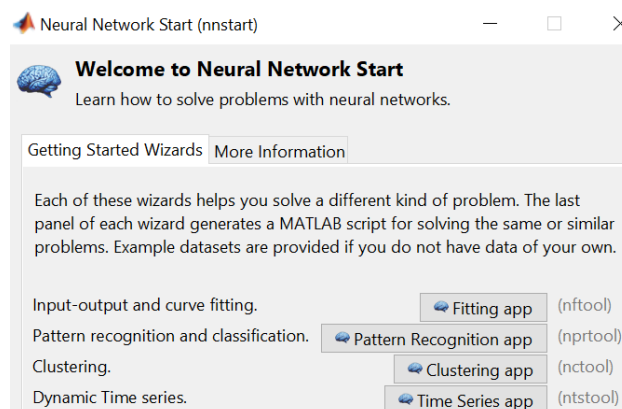 Neural Network Start (nnstart)
Welcome to Neural Network Start
Learn how to solve problems with neural networks.
Getting Started Wizards More Information
Each of these wizards helps you solve a different kind of problem. The last
panel of each wizard generates a MATLAB script for solving the same or similar
problems. Example datasets are provided if you do not have data of your own.
Input-output and curve fitting. Fitting app (nftool)
Pattern recognition and classification. Pattern Recognition app (nprtool)
Clustering. Clustering app (nctool)
Dynamic Time series. Time Series app (ntstool)